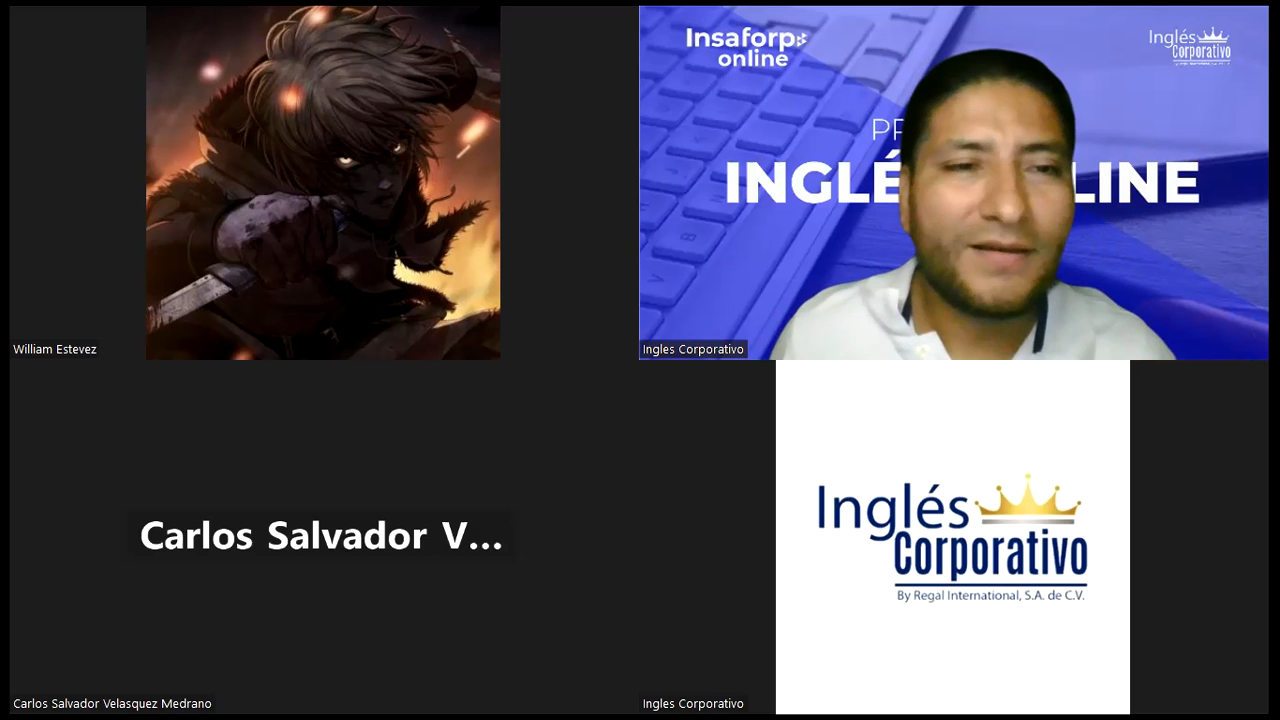 William Estevez
Insaforp
online
Inglés
Corporativo
PR
INGLÉ LINE
Ingles Corporativo
Carlos Salvador V...
Carlos Salvador Velasquez Medrano
Inglés
Corporativo
By Regal International, S.A. de C.V.
Ingles Corporativo